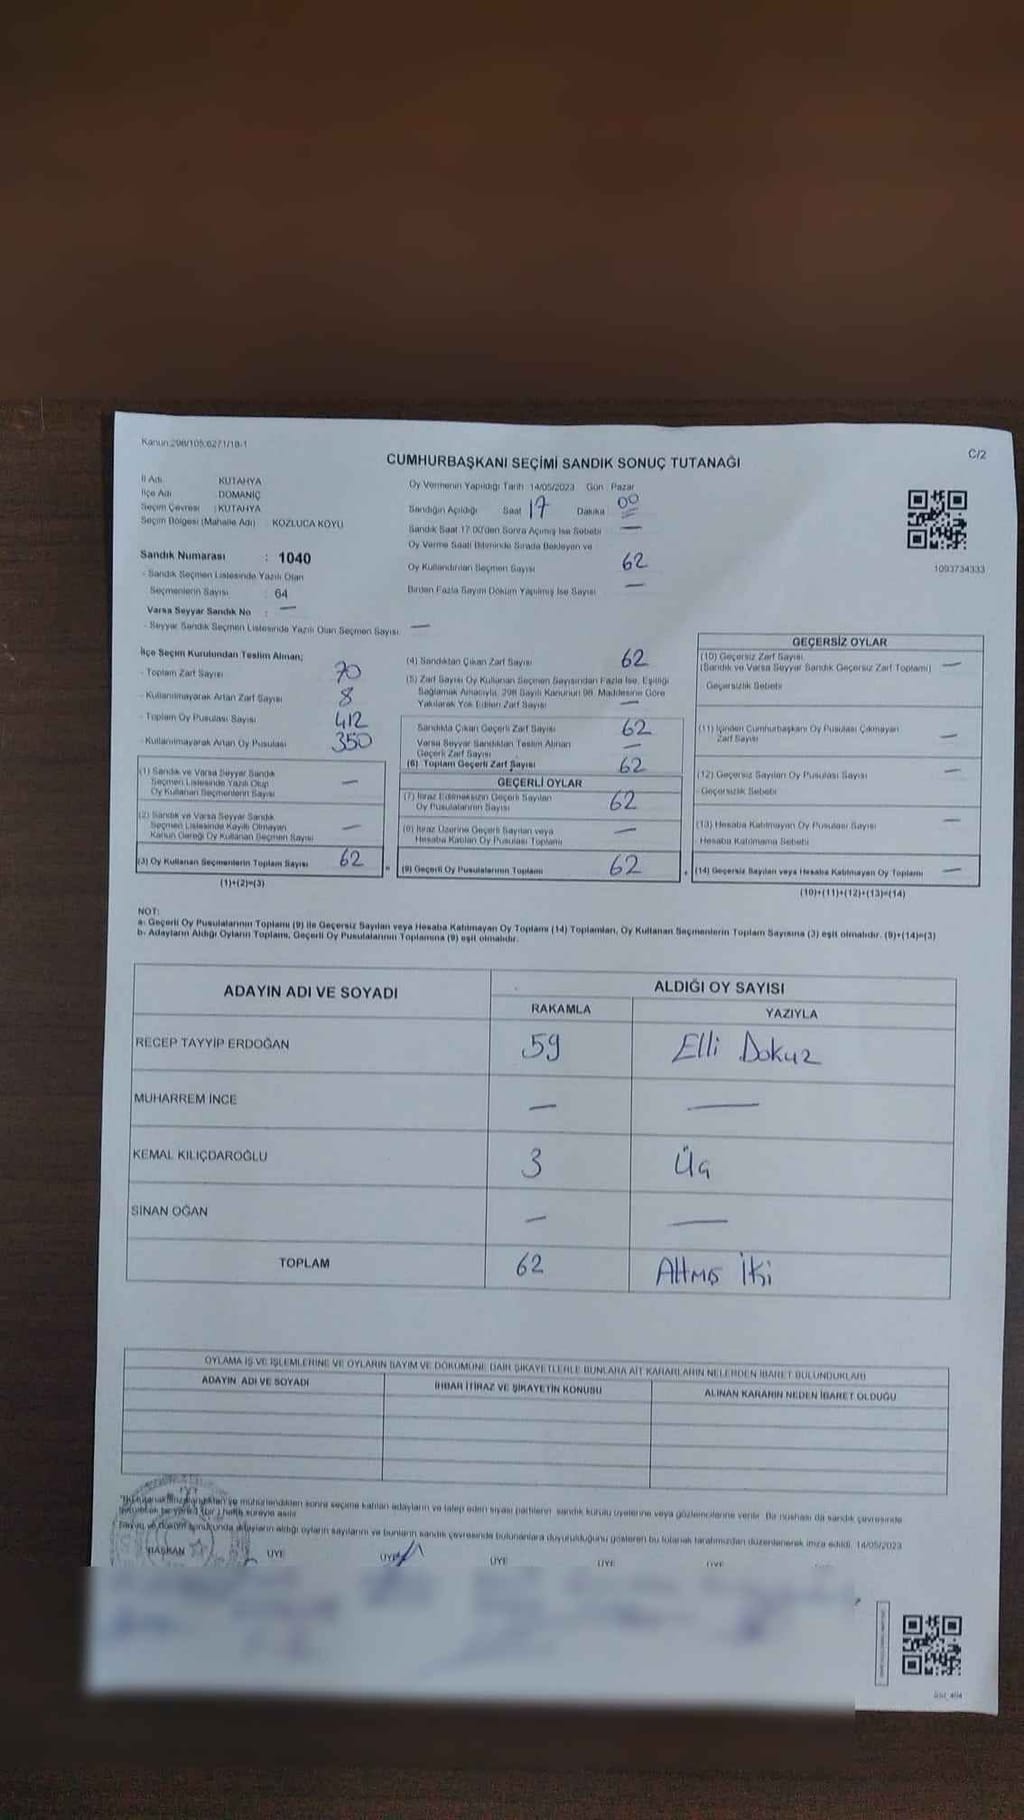 Kanun:298/105,6271/18-1
C/2
CUMHURBAŞKANI SEÇİMİ SANDIK SONUÇ TUTANAĞI
İl Adı : KÜTAHYA
İlçe Adı : DOMANİÇ
Seçim Çevresi : KÜTAHYA
Seçim Bölgesi (Mahalle Adı) : KOZLUCA KÖYÜ
Oy Vermenin Yapıldığı Tarih :14/05/2023 Gün : Pazar
Sandığın Açıldığı Saat 17 Dakika 00
Sandık Saat 17.00'den Sonra Açılmış İse Sebebi —
Oy Verme Saati Bitiminde Sırada Bekleyen ve
Oy Kullandırılan Seçmen Sayısı 62
Birden Fazla Sayım Döküm Yapılmış İse Sayısı —
1093734333
Sandık Numarası : 1040
- Sandık Seçmen Listesinde Yazılı Olan
Seçmenlerin Sayısı : 64
Varsa Seyyar Sandık No : —
- Seyyar Sandık Seçmen Listesinde Yazılı Olan Seçmen Sayısı: —
İlçe Seçim Kurulundan Teslim Alınan;
- Toplam Zarf Sayısı 70
- Kullanılmayarak Artan Zarf Sayısı 8
- Toplam Oy Pusulası Sayısı 412
- Kullanılmayarak Artan Oy Pusulası 350
(1) Sandık ve Varsa Seyyar Sandık
Seçmen Listesinde Yazılı Olup
Oy Kullanan Seçmenlerin Sayısı —
(2) Sandık ve Varsa Seyyar Sandık
Seçmen Listesinde Kayıtlı Olmayan
Kanun Gereği Oy Kullanan Seçmen Sayısı —
(3) Oy Kullanan Seçmenlerin Toplam Sayısı 62
(1)+(2)=(3)
(4) Sandıktan Çıkan Zarf Sayısı 62
(5) Zarf Sayısı Oy Kullanan Seçmen Sayısından Fazla İse, Eşitliği
Sağlamak Amacıyla, 298 Sayılı Kanunun 98. Maddesine Göre
Yakılarak Yok Edilen Zarf Sayısı —
Sandıkta Çıkan Geçerli Zarf Sayısı 62
Varsa Seyyar Sandıktan Teslim Alınan
Geçerli Zarf Sayısı —
(6) Toplam Geçerli Zarf Sayısı 62
GEÇERLİ OYLAR
(7) İtiraz Edilmeksizin Geçerli Sayılan
Oy Pusulalarının Sayısı 62
(8) İtiraz Üzerine Geçerli Sayılan veya
Hesaba Katılan Oy Pusulası Toplamı —
= (9) Geçerli Oy Pusulalarının Toplamı 62
GEÇERSİZ OYLAR
(10) Geçersiz Zarf Sayısı
(Sandık ve Varsa Seyyar Sandık Geçersiz Zarf Toplamı) —
Geçersizlik Sebebi
(11) İçinden Cumhurbaşkanı Oy Pusulası Çıkmayan
Zarf Sayısı —
(12) Geçersiz Sayılan Oy Pusulası Sayısı —
Geçersizlik Sebebi
(13) Hesaba Katılmayan Oy Pusulası Sayısı —
Hesaba Katılmama Sebebi
+ (14) Geçersiz Sayılan veya Hesaba Katılmayan Oy Toplamı —
(10)+(11)+(12)+(13)=(14)
NOT:
a- Geçerli Oy Pusulalarının Toplamı (9) ile Geçersiz Sayılan veya Hesaba Katılmayan Oy Toplamı (14) Toplamları, Oy Kullanan Seçmenlerin Toplam Sayısına (3) eşit olmalıdır. (9)+(14)=(3)
b- Adayların Aldığı Oyların Toplamı, Geçerli Oy Pusulalarının Toplamına (9) eşit olmalıdır.
ADAYIN ADI VE SOYADI
ALDIĞI OY SAYISI
RAKAMLA YAZIYLA
RECEP TAYYİP ERDOĞAN 59 Elli Dokuz
MUHARREM İNCE — —
KEMAL KILIÇDAROĞLU 3 Üç
SİNAN OĞAN — —
TOPLAM 62 Altmış İki
OYLAMA İŞ VE İŞLEMLERİNE VE OYLARIN SAYIM VE DÖKÜMÜNE DAİR ŞİKAYETLERLE BUNLARA AİT KARARLARIN NELERDEN İBARET BULUNDUKLARI
ADAYIN ADI VE SOYADI İHBAR İTİRAZ VE ŞİKAYETİN KONUSU ALINAN KARARIN NEDEN İBARET OLDUĞU
mühürlendikten sonra seçime katılan adayların ve talep eden siyasi partilerin sandık kurulu üyelerine veya gözlemcilerine verilir. Bir nüshası da sandık çevresinde
süreyle asılır.
Sayım ve döküm sonucunda adayların aldığı oyların sayılarını ve bunların sandık çevresinde bulunanlara duyurulduğunu gösteren bu tutanak tarafımızdan düzenlenerek imza edildi. 14/05/2023
BAŞKAN ÜYE ÜYE ÜYE ÜYE ÜYE